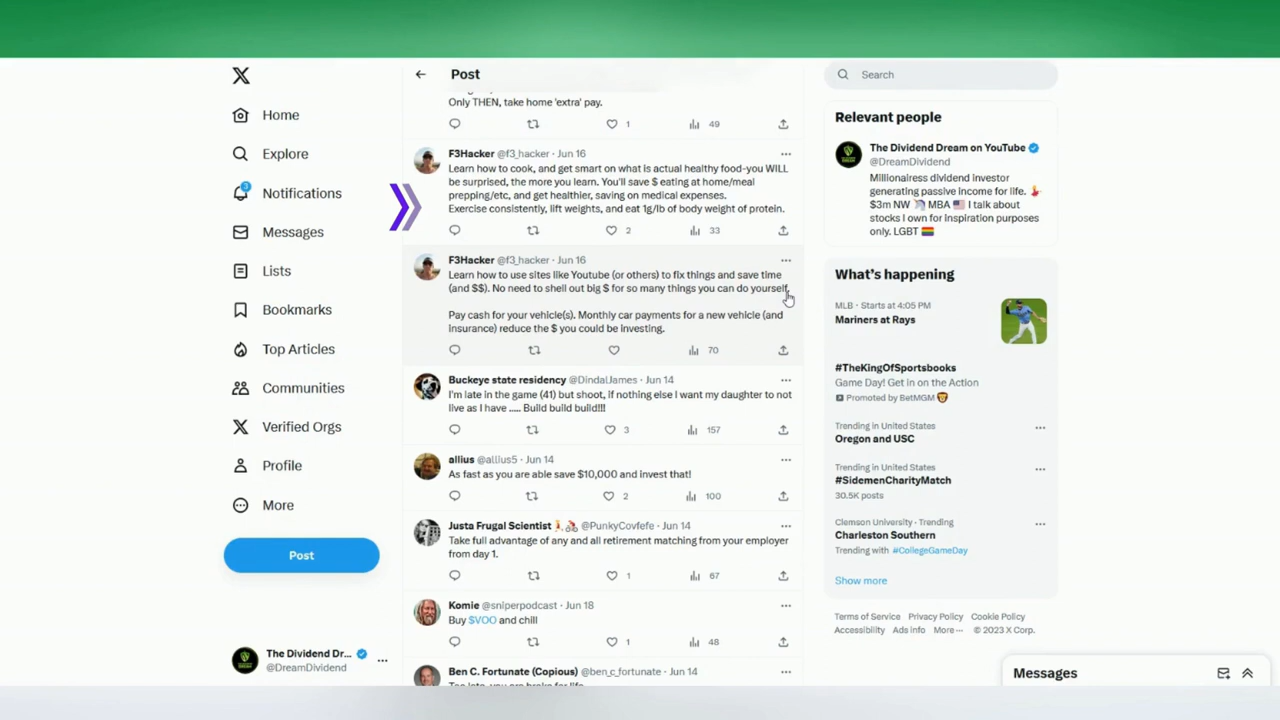 Home
Explore
3
Notifications
Messages
Lists
Bookmarks
Top Articles
Communities
Verified Orgs
Profile
More
Post
The Dividend Dr...
@DreamDividend
Post
Only THEN, take home 'extra' pay.
1
49
F3Hacker @f3_hacker · Jun 16
Learn how to cook, and get smart on what is actual healthy food-you WILL
be surprised, the more you learn. You'll save $ eating at home/meal
prepping/etc, and get healthier, saving on medical expenses.
Exercise consistently, lift weights, and eat 1g/lb of body weight of protein.
2
33
F3Hacker @f3_hacker · Jun 16
Learn how to use sites like Youtube (or others) to fix things and save time
(and $$). No need to shell out big $ for so many things you can do yourself.
Pay cash for your vehicle(s). Monthly car payments for a new vehicle (and
Insurance) reduce the $ you could be investing.
70
Buckeye state residency @DindalJames · Jun 14
I'm late in the game (41) but shoot, if nothing else I want my daughter to not
live as I have ..... Build build build!!!
3
157
allius @allius5 · Jun 14
As fast as you are able save $10,000 and invest that!
2
100
Justa Frugal Scientist @PunkyCovfefe · Jun 14
Take full advantage of any and all retirement matching from your employer
from day 1.
1
67
Komie @sniperpodcast · Jun 18
Buy $VOO and chill
1
48
Ben C. Fortunate (Copious) @ben_c_fortunate · Jun 14
Search
Relevant people
The Dividend Dream on YouTube
@DreamDividend
Millionairess dividend investor
generating passive income for life.
$3m NW MBA I talk about
stocks I own for Inspiration purposes
only. LGBT
What's happening
MLB · Starts at 4:05 PM
Mariners at Rays
#TheKingOfSportsbooks
Game Day! Get in on the Action
Promoted by BetMGM
Trending in United States
Oregon and USC
Trending in United States
#SidemenCharityMatch
30.5K posts
Clemson University · Trending
Charleston Southern
Trending with #CollegeGameDay
Show more
Terms of Service Privacy Policy Cookie Policy
Accessibility Ads info More ··· © 2023 X Corp.
Messages